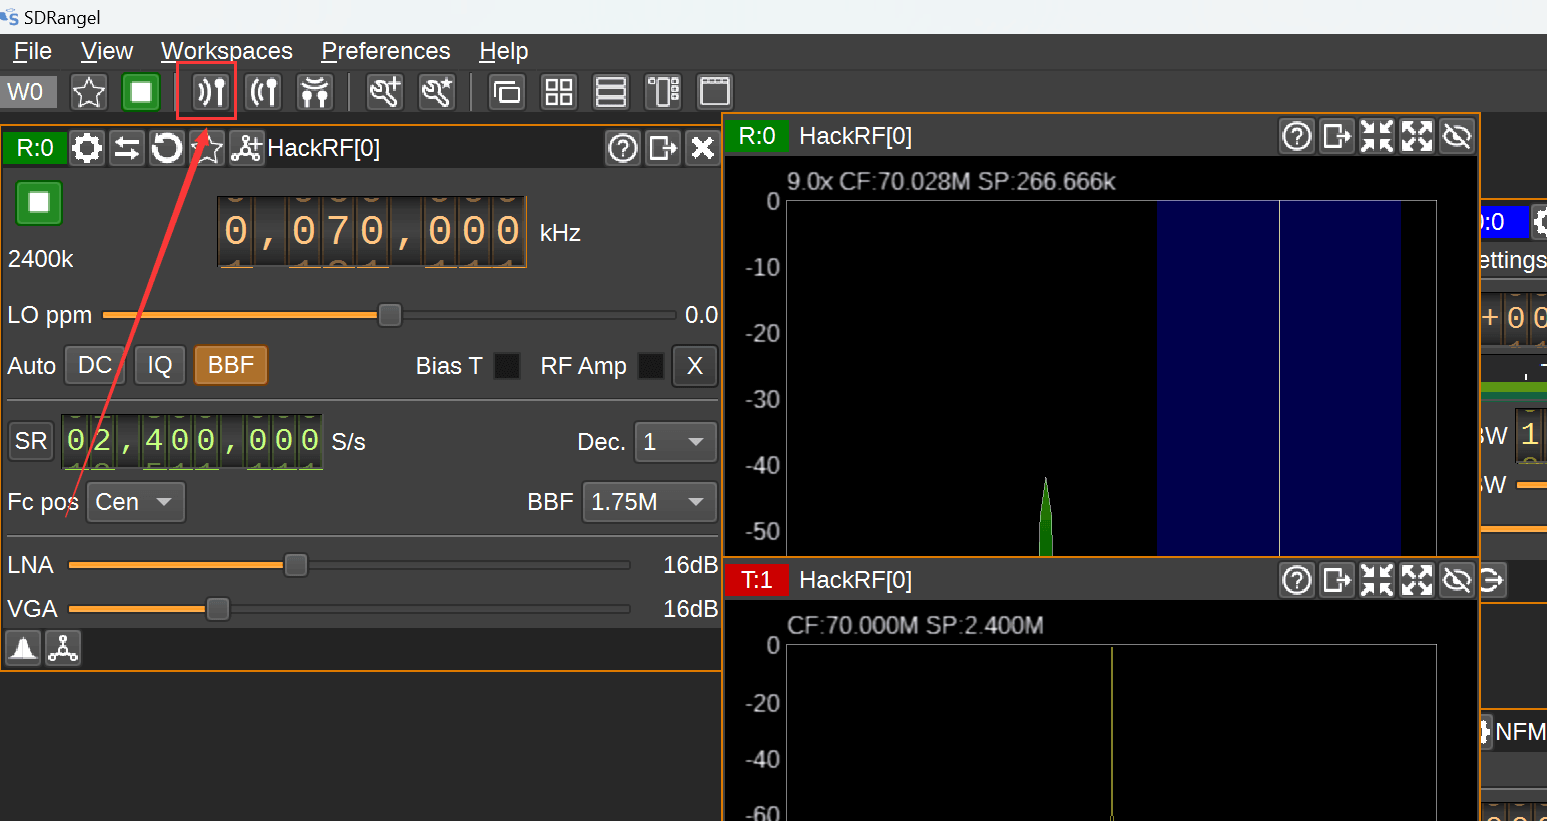 SDRangel
File View Workspaces Preferences Help
W0
R:0 HackRF[0]
0,070,000 kHz
2400k
LO ppm 0.0
Auto DC IQ BBF Bias T RF Amp X
SR 02,400,000 S/s Dec. 1
Fc pos Cen BBF 1.75M
LNA 16dB
VGA 16dB
R:0 HackRF[0]
9.0x CF:70.028M SP:266.666k
0
-10
-20
-30
-40
-50
T:1 HackRF[0]
CF:70.000M SP:2.400M
0
-20
-40
-60
:0
ettings
+00
W 1
W
NFM